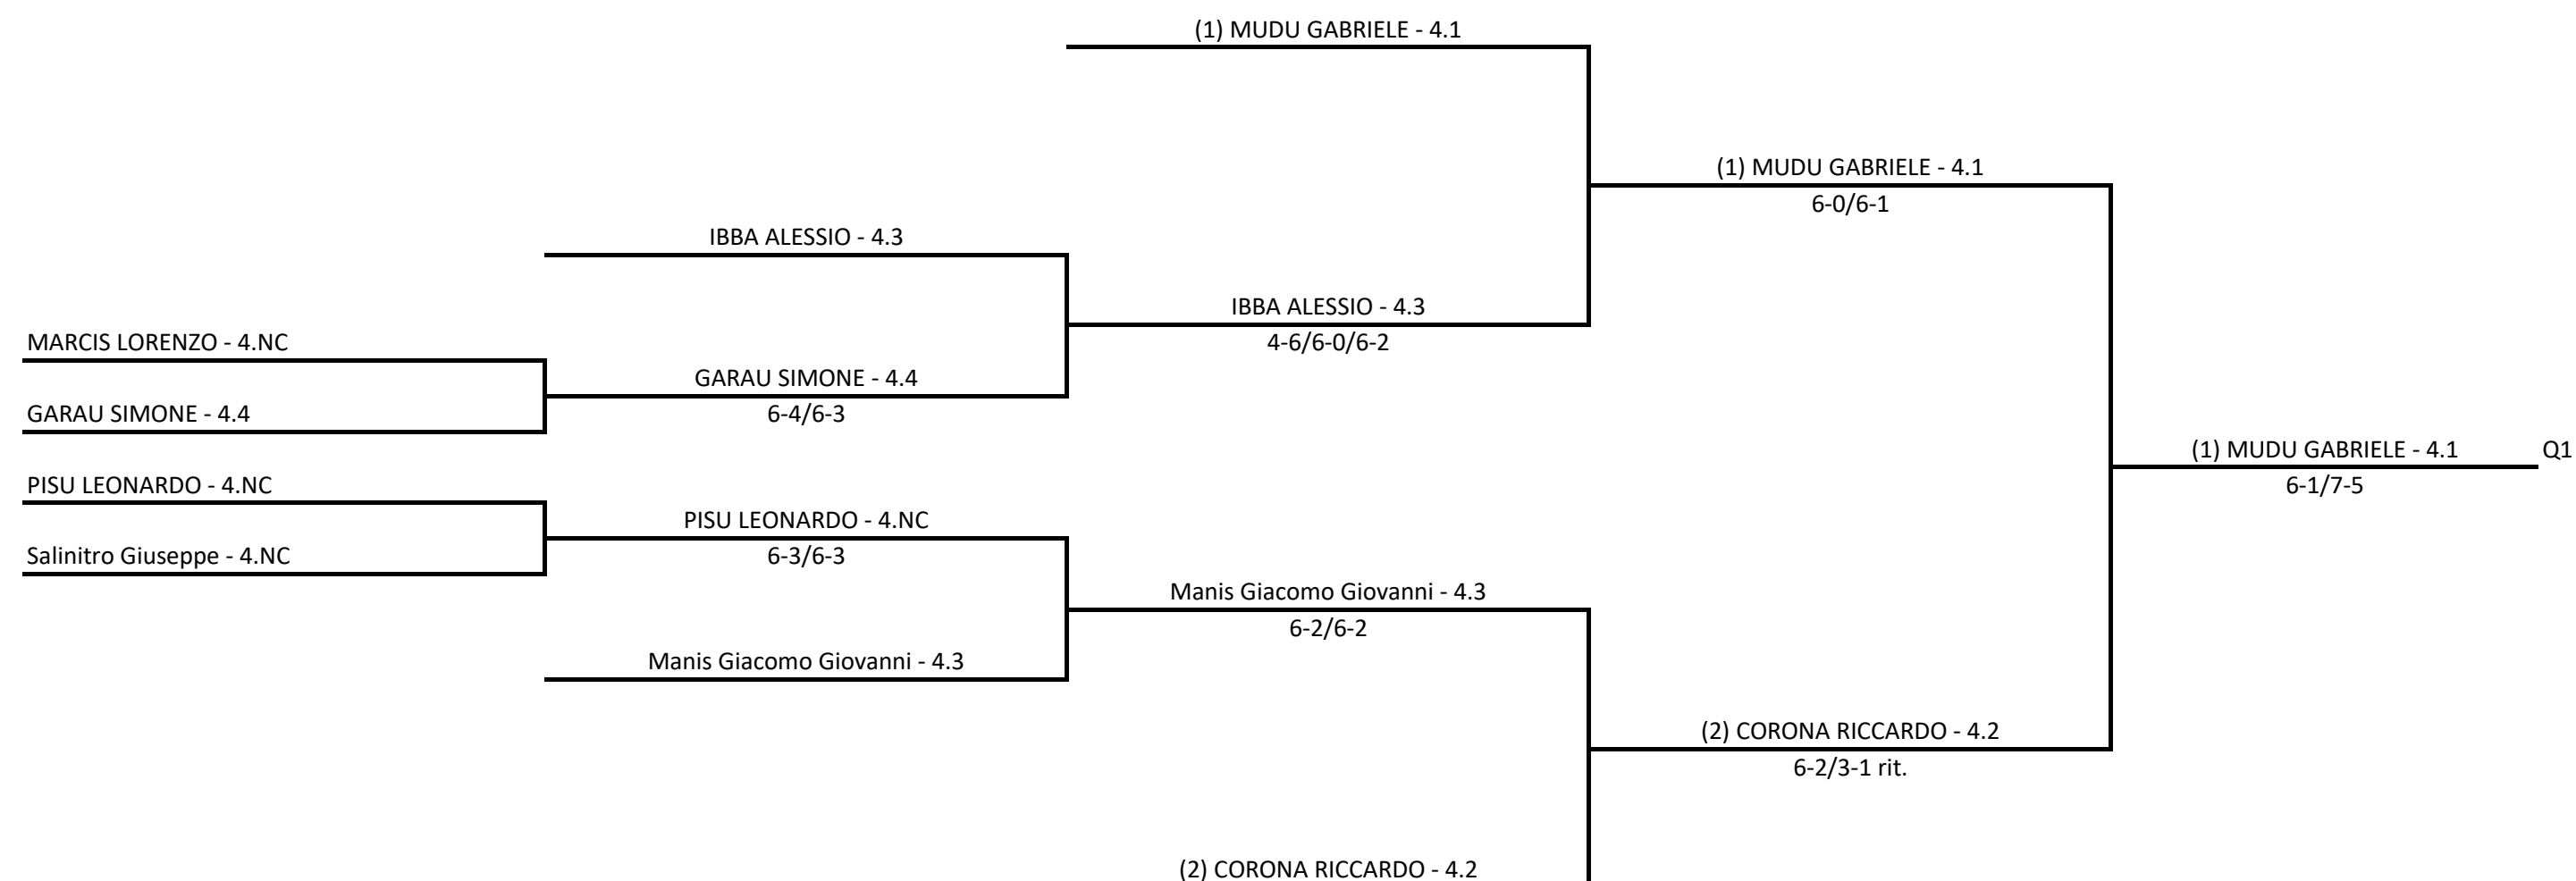 (1) MUDU GABRIELE - 4.1
(1) MUDU GABRIELE - 4.1
6-0/6-1
IBBA ALESSIO - 4.3
IBBA ALESSIO - 4.3
4-6/6-0/6-2
MARCIS LORENZO - 4.NC
GARAU SIMONE - 4.4
6-4/6-3
GARAU SIMONE - 4.4
(1) MUDU GABRIELE - 4.1 Q1
6-1/7-5
PISU LEONARDO - 4.NC
PISU LEONARDO - 4.NC
6-3/6-3
Salinitro Giuseppe - 4.NC
Manis Giacomo Giovanni - 4.3
6-2/6-2
Manis Giacomo Giovanni - 4.3
(2) CORONA RICCARDO - 4.2
6-2/3-1 rit.
(2) CORONA RICCARDO - 4.2